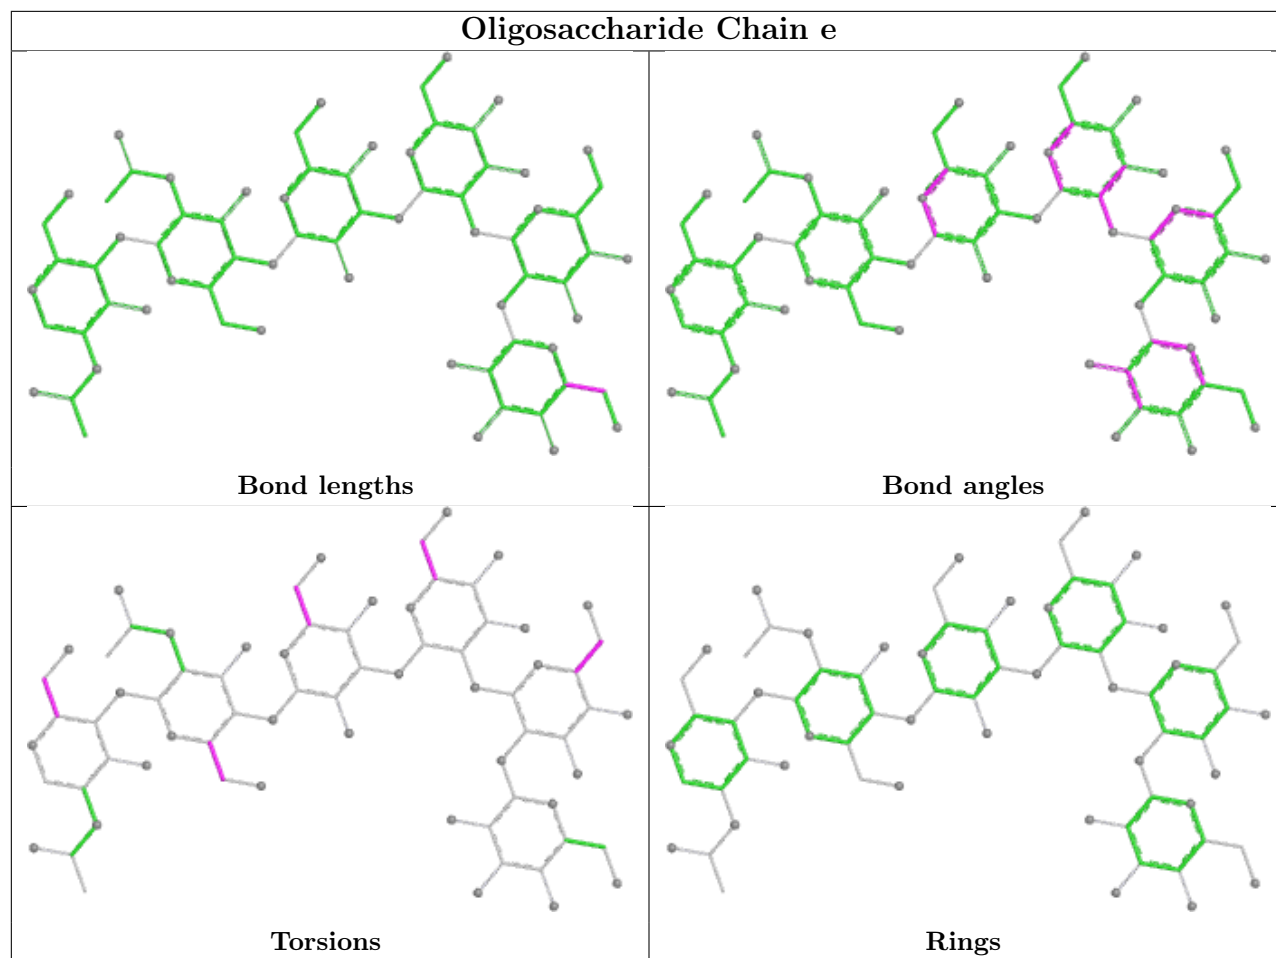 Oligosaccharide Chain e
Bond lengths
Bond angles
Torsions
Rings